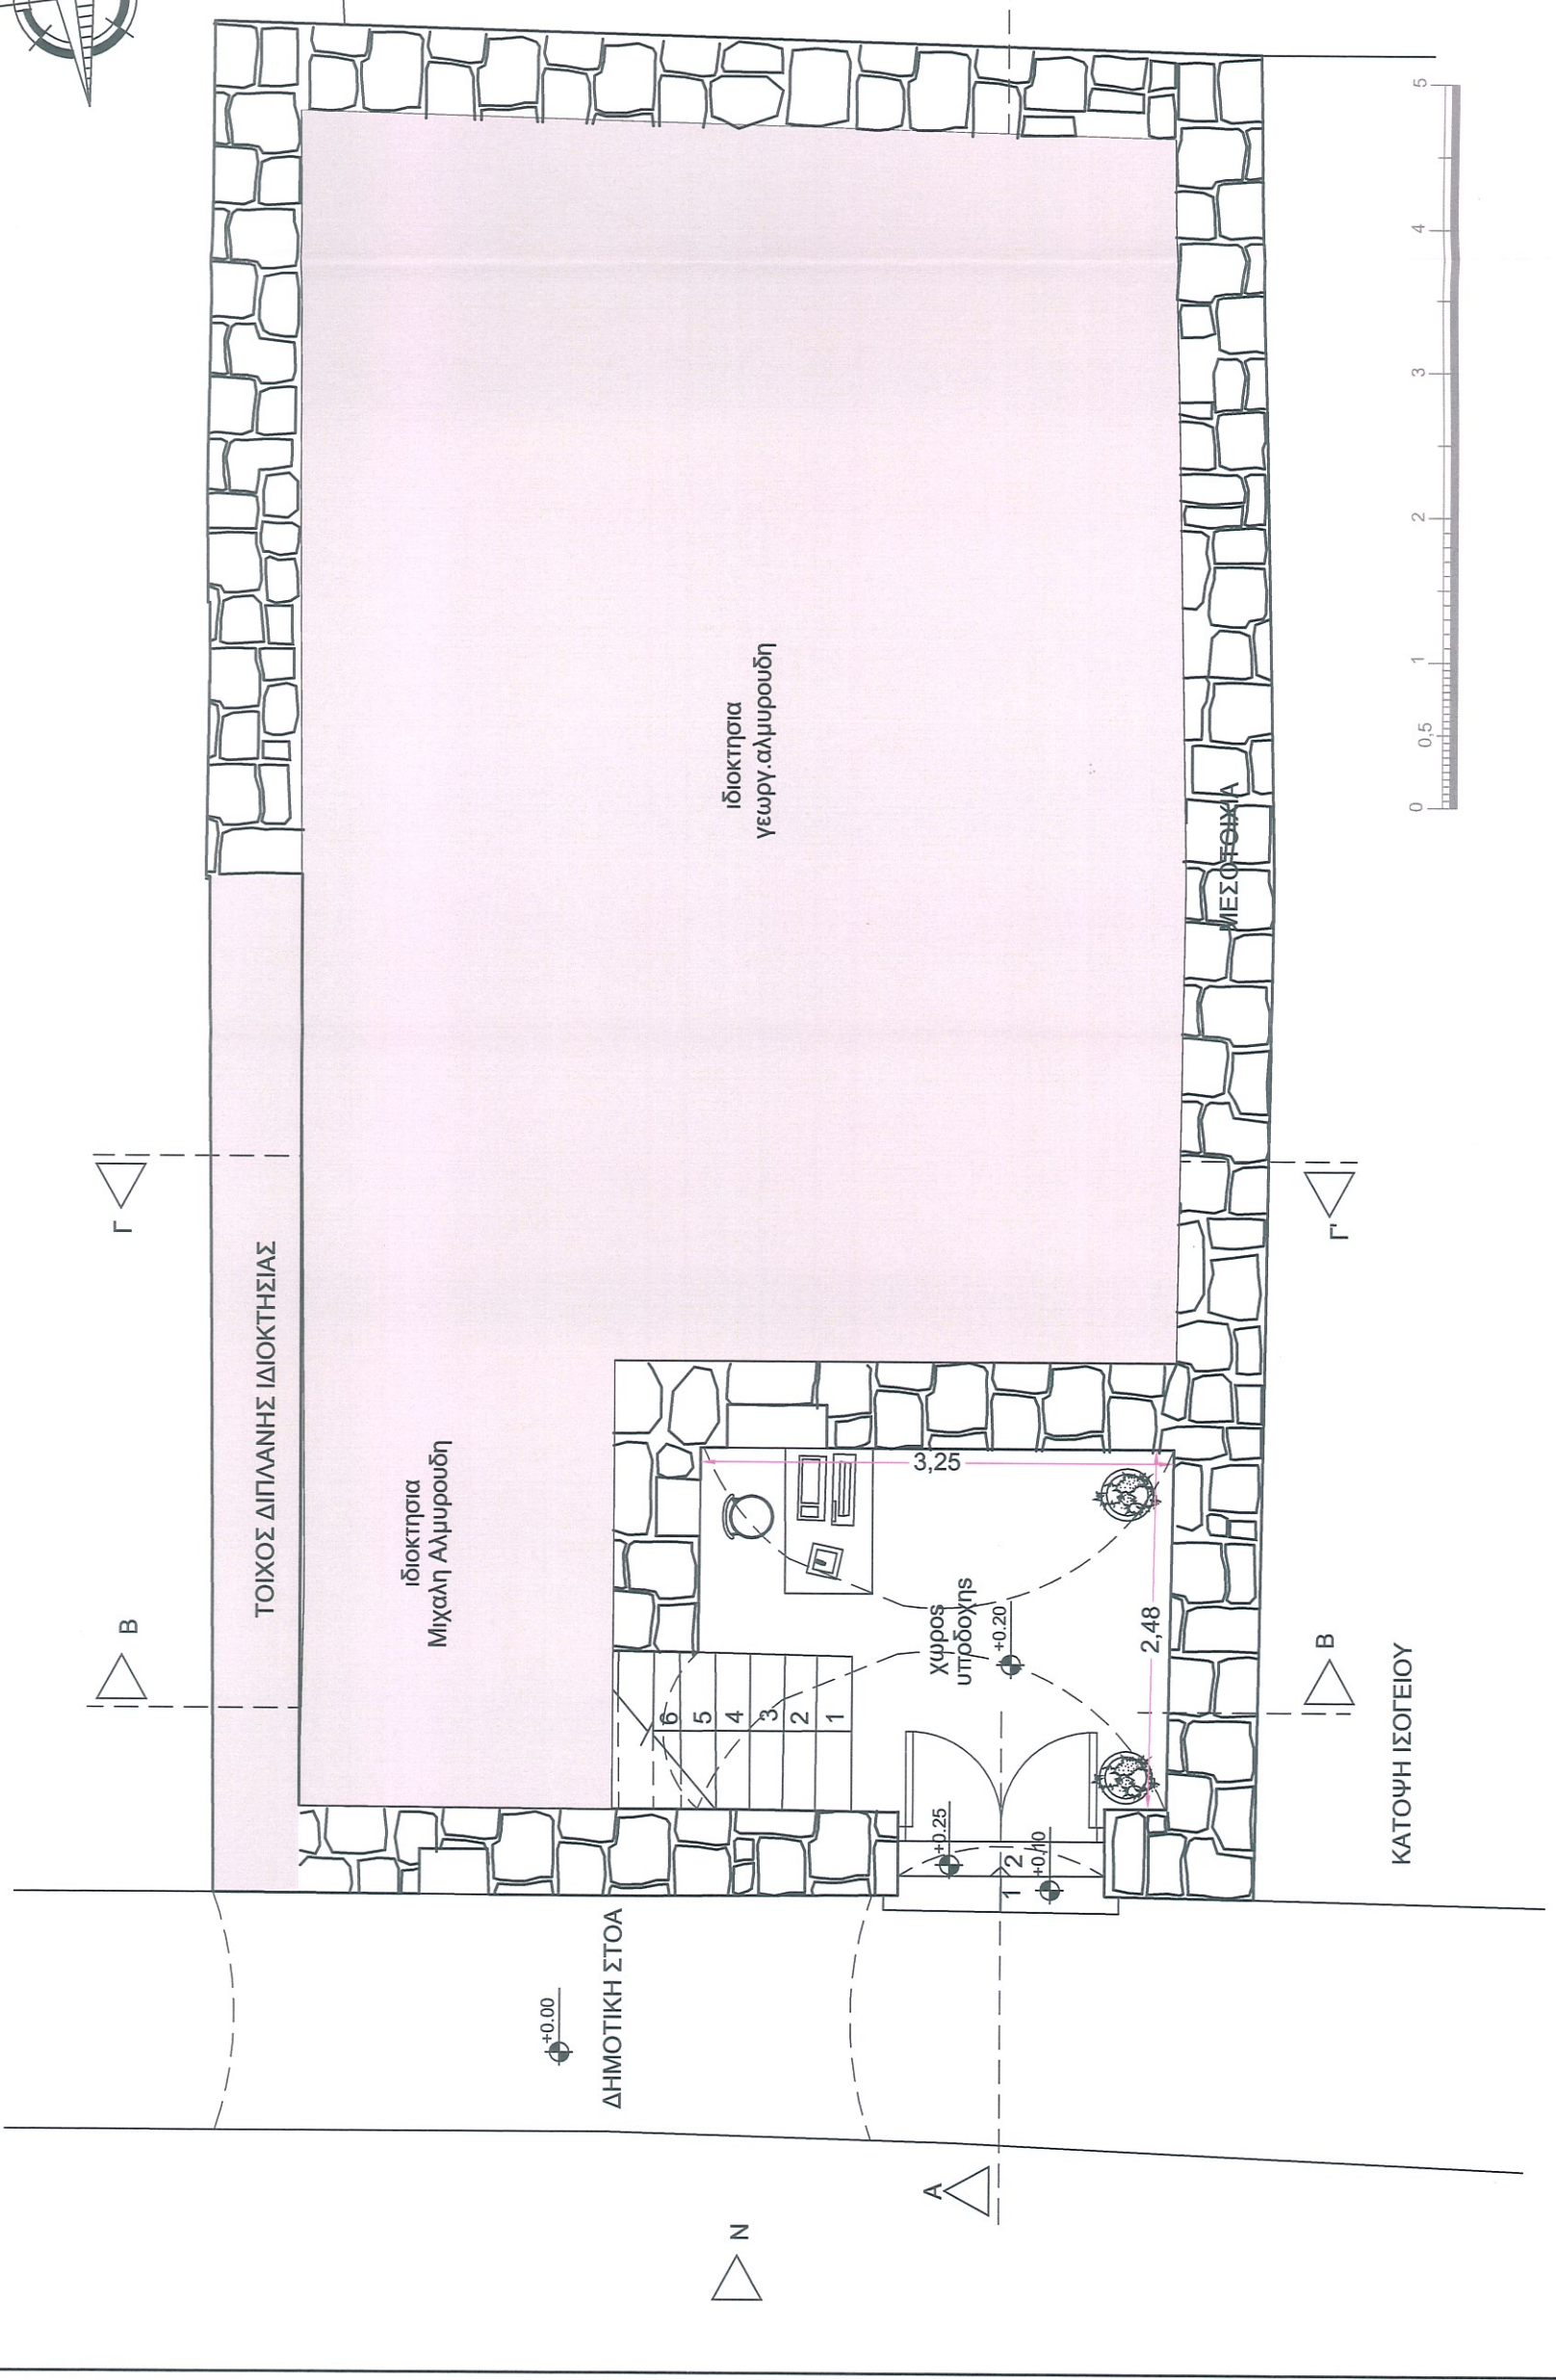 ΤΟΙΧΟΣ ΔΙΠΛΑΝΗΣ ΙΔΙΟΚΤΗΣΙΑΣ
Β
Γ
ιδιοκτησια
Μιχαλη Αλμυρουδη
ιδιοκτησια
γεωργ.αλμυρουδη
+0.00
ΔΗΜΟΤΙΚΗ ΣΤΟΑ
6
5
4
3
2
1
3,25
χωρος
υποδοχης
+0.20
+0.25
+0.10
1
2
2,48
ΜΕΣΟΤΟΙΧΙΑ
Ν
Α
Β
Γ'
ΚΑΤΟΨΗ ΙΣΟΓΕΙΟΥ
0
0,5
1
2
3
4
5